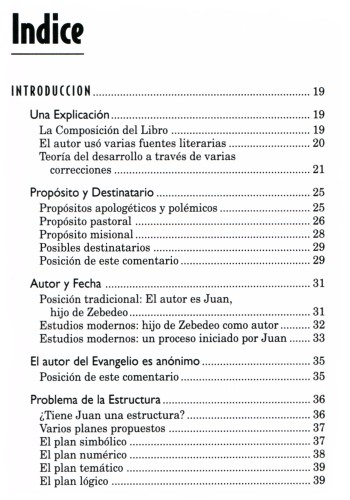 Indice
INTRODUCCION .......... 19
Una Explicación .......... 19
La Composición del Libro .......... 19
El autor usó varias fuentes literarias .......... 20
Teoría del desarrollo a través de varias
correcciones .......... 21
Propósito y Destinatario .......... 25
Propósitos apologéticos y polémicos .......... 25
Propósito pastoral .......... 26
Propósito misional .......... 28
Posibles destinatarios .......... 29
Posición de este comentario .......... 29
Autor y Fecha .......... 31
Posición tradicional: El autor es Juan,
hijo de Zebedeo .......... 31
Estudios modernos: hijo de Zebedeo como autor .......... 32
Estudios modernos: un proceso iniciado por Juan .......... 33
El autor del Evangelio es anónimo .......... 35
Posición de este comentario .......... 35
Problema de la Estructura .......... 36
¿Tiene Juan una estructura? .......... 36
Varios planes propuestos .......... 37
El plan simbólico .......... 37
El plan numérico .......... 38
El plan temático .......... 39
El plan lógico .......... 39